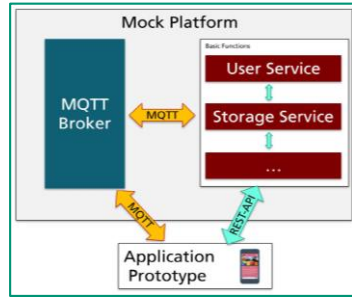 Mock Platform
Basic Functions
User Service
MQTT
Broker
MQTT
Storage Service
...
MQTT
REST-API
Application
Prototype